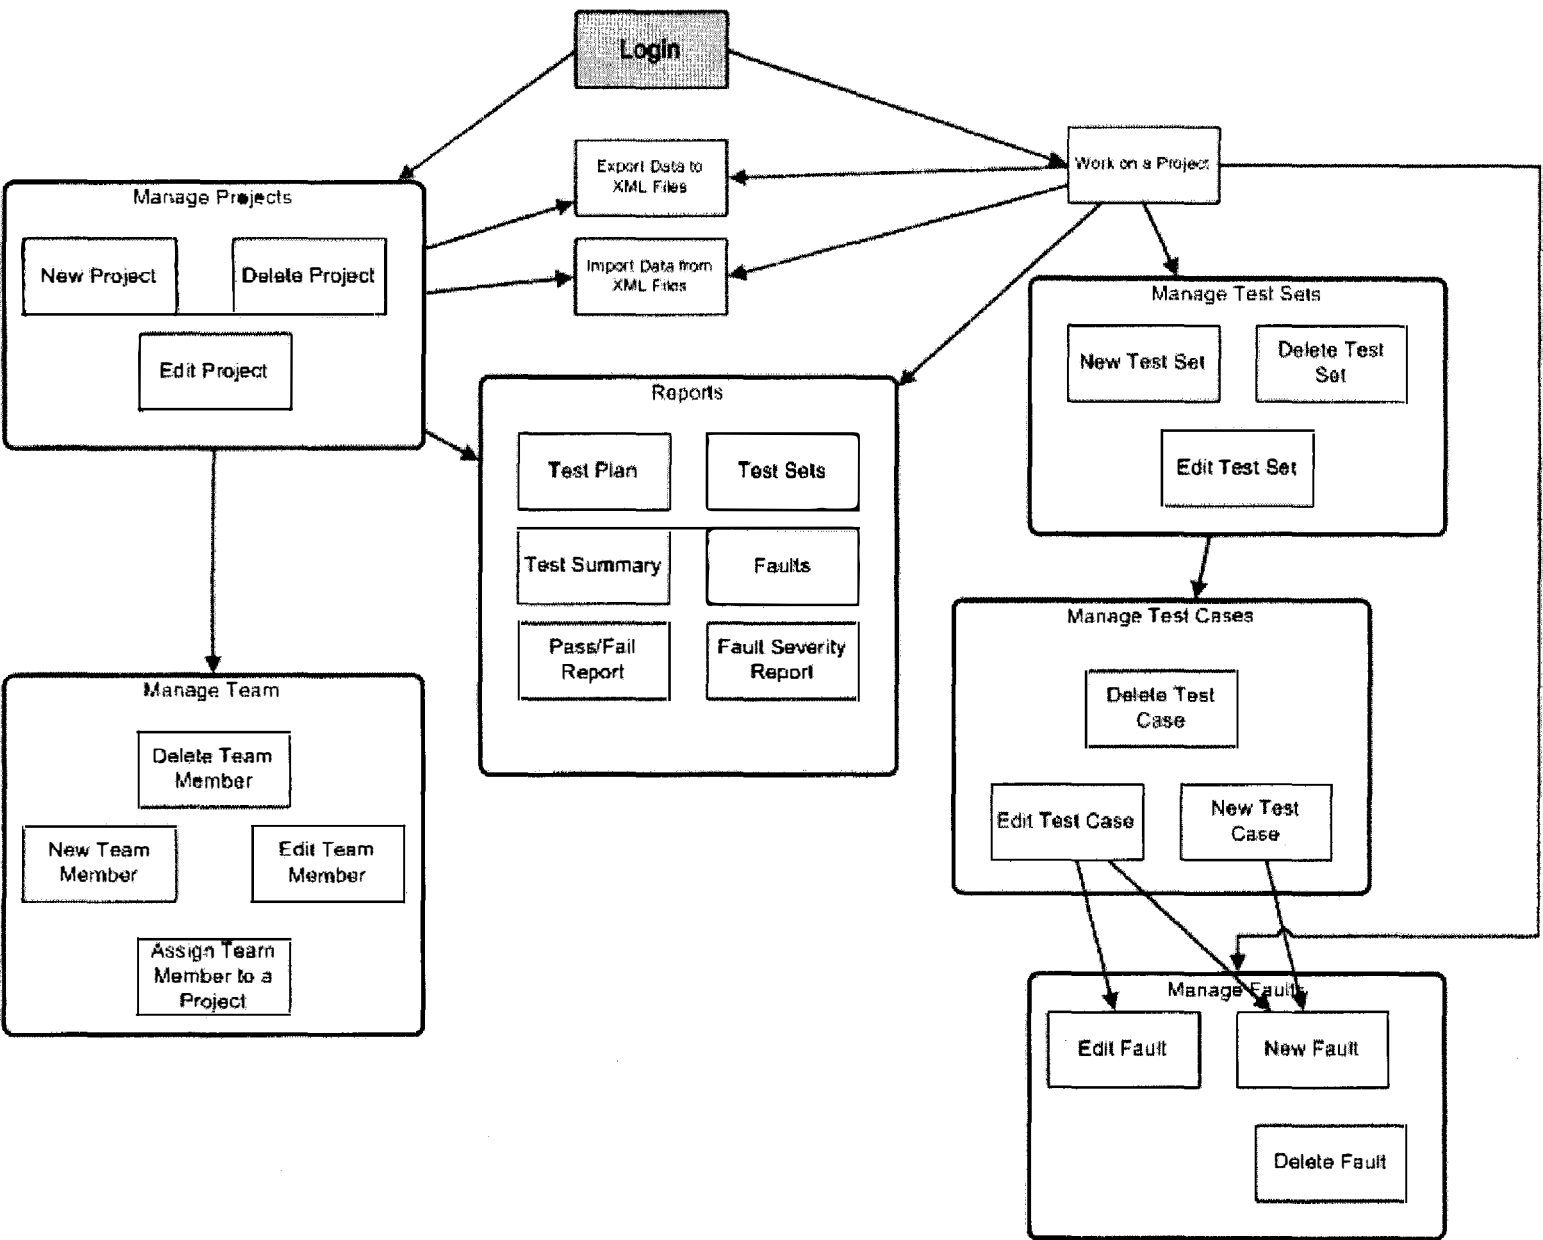 Login
Export Data to
XML Files
Work on a Project
Manage Projects
New Project
Delete Project
Edit Project
Import Data from
XML Files
Manage Test Sets
New Test Set
Delete Test
Set
Edit Test Set
Reports
Test Plan
Test Sets
Test Summary
Faults
Pass/Fail
Report
Fault Severity
Report
Manage Test Cases
Delete Test
Case
Edit Test Case
New Test
Case
Manage Team
Delete Team
Member
New Team
Member
Edit Team
Member
Assign Team
Member to a
Project
Manage Faults
Edit Fault
New Fault
Delete Fault